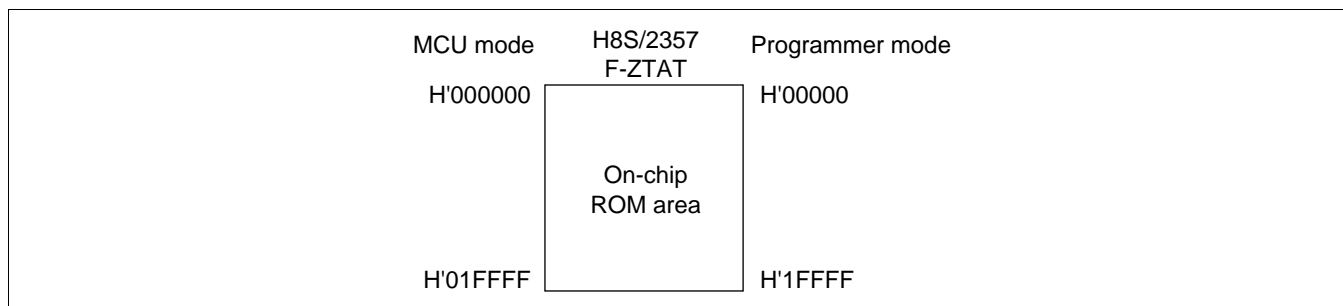 MCU mode H8S/2357 Programmer mode
F-ZTAT
H'000000 H'00000
On-chip
ROM area
H'01FFFF H'1FFFF